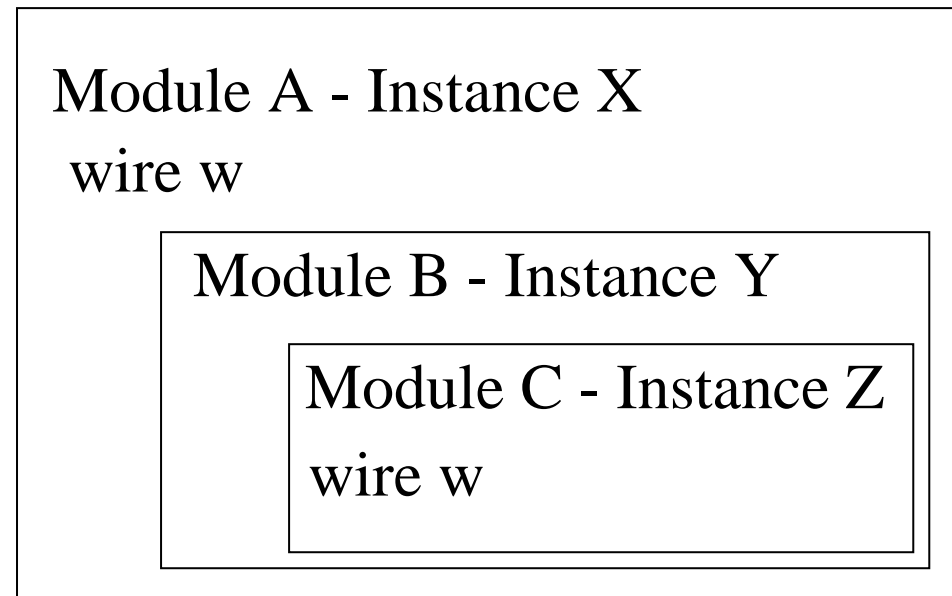 Module A - Instance X
wire w
Module B - Instance Y
Module C - Instance Z
wire w